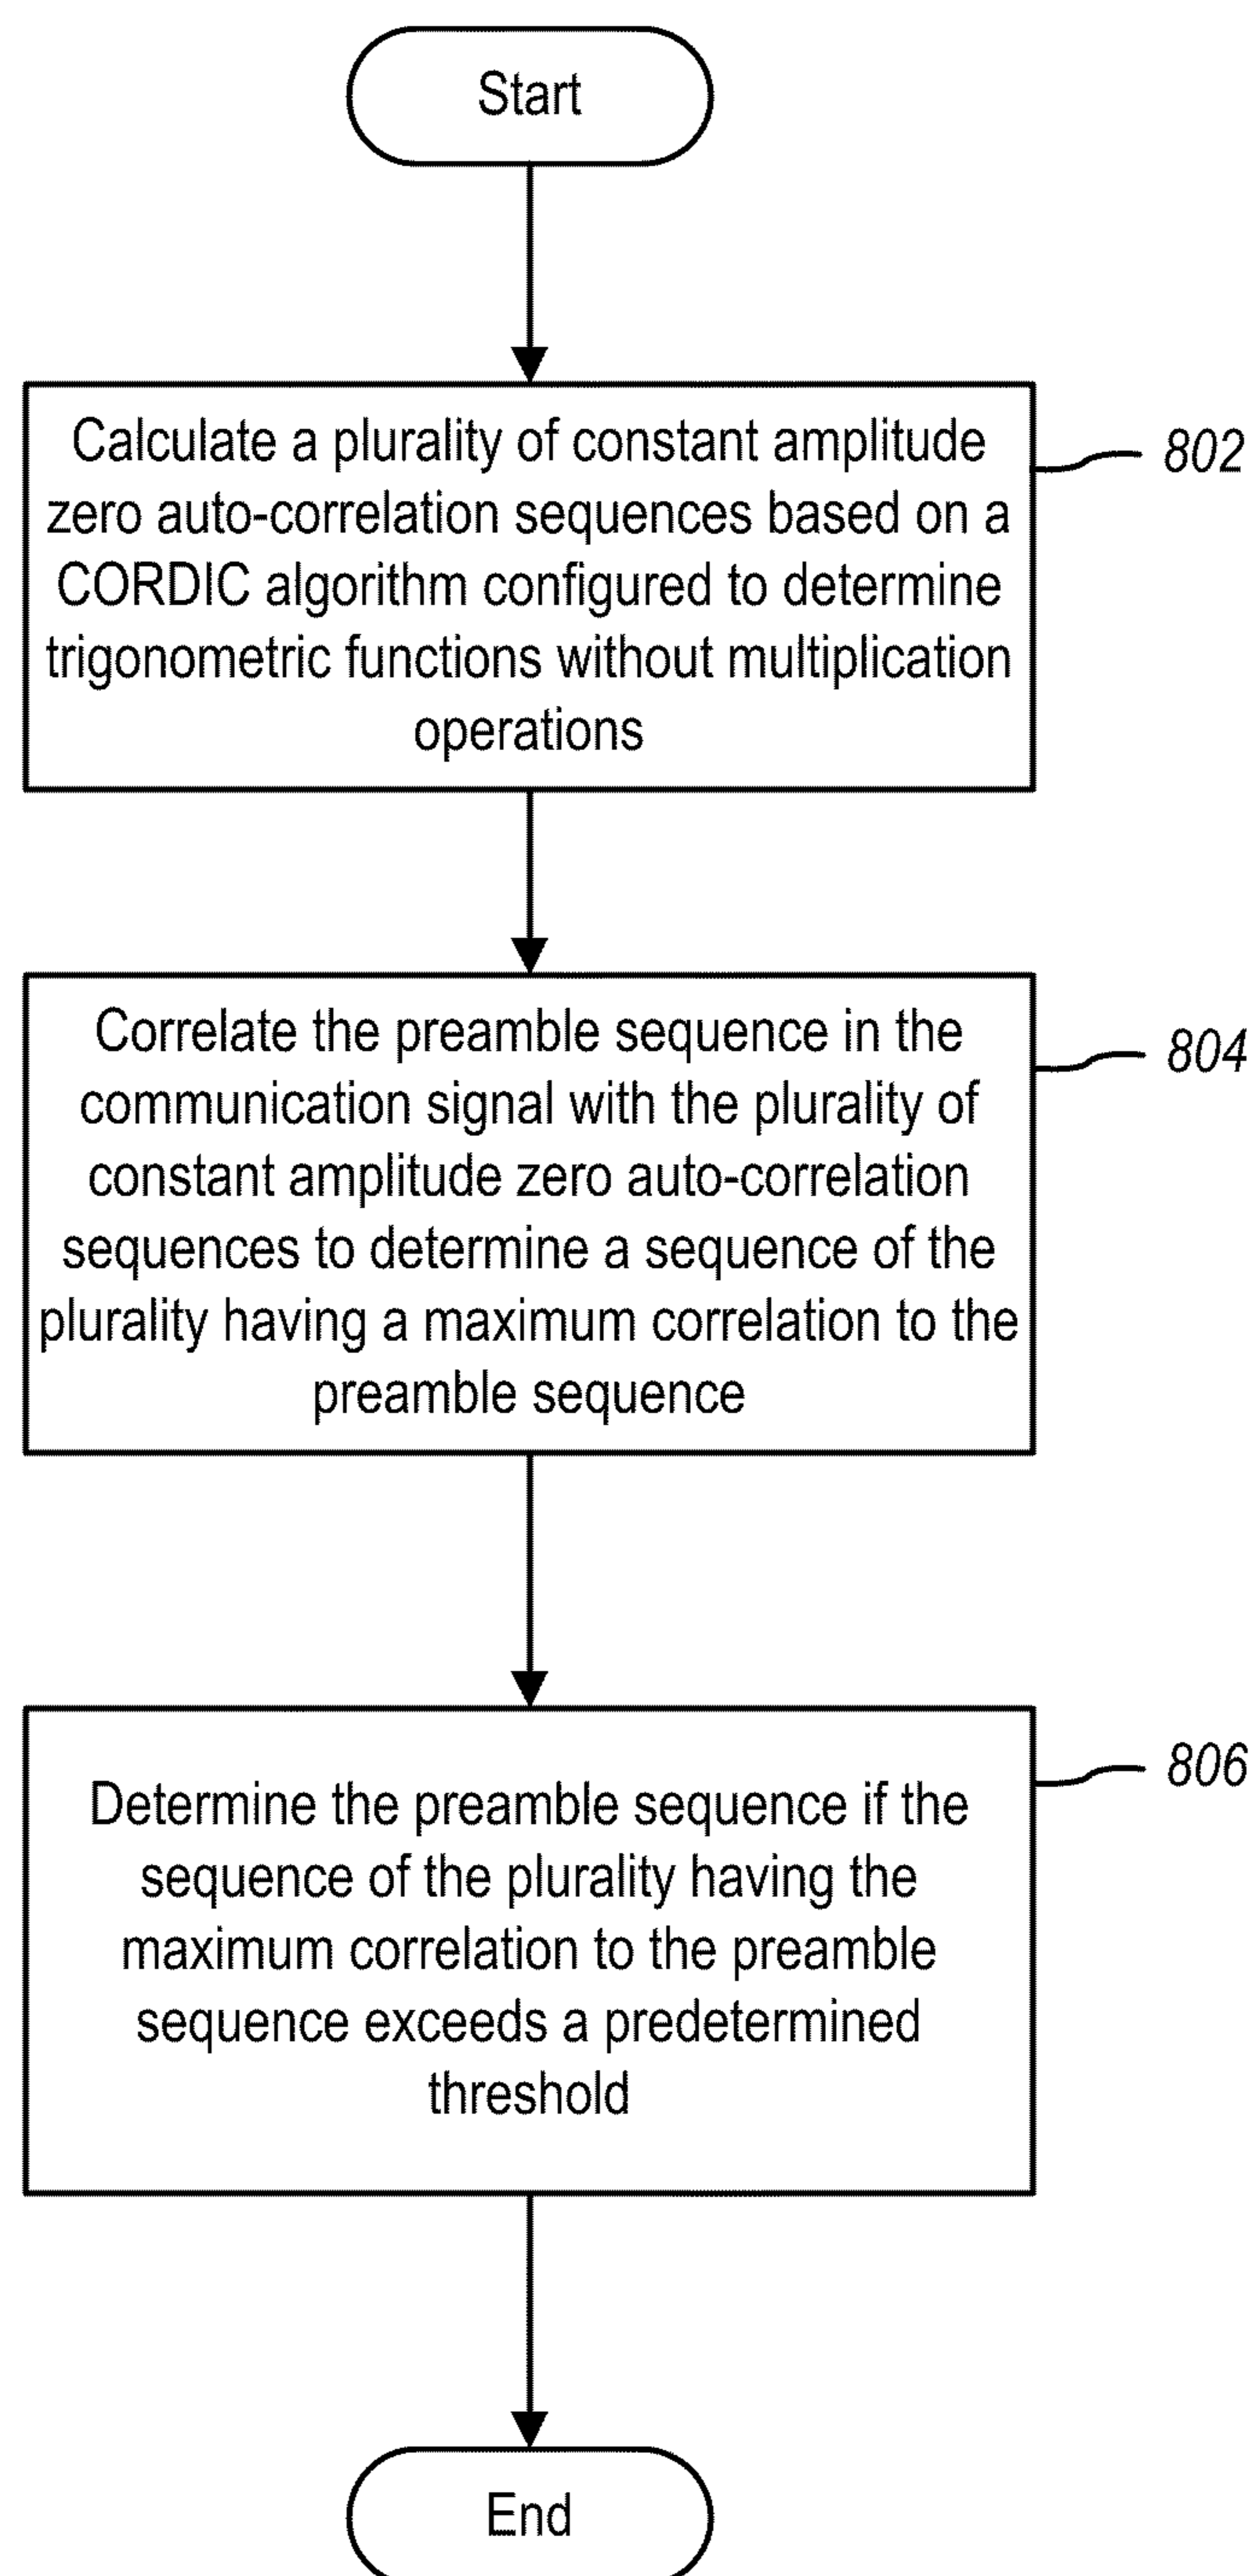 Start
Calculate a plurality of constant amplitude
zero auto-correlation sequences based on a
CORDIC algorithm configured to determine
trigonometric functions without multiplication
operations
802
Correlate the preamble sequence in the
communication signal with the plurality of
constant amplitude zero auto-correlation
sequences to determine a sequence of the
plurality having a maximum correlation to the
preamble sequence
804
Determine the preamble sequence if the
sequence of the plurality having the
maximum correlation to the preamble
sequence exceeds a predetermined
threshold
806
End